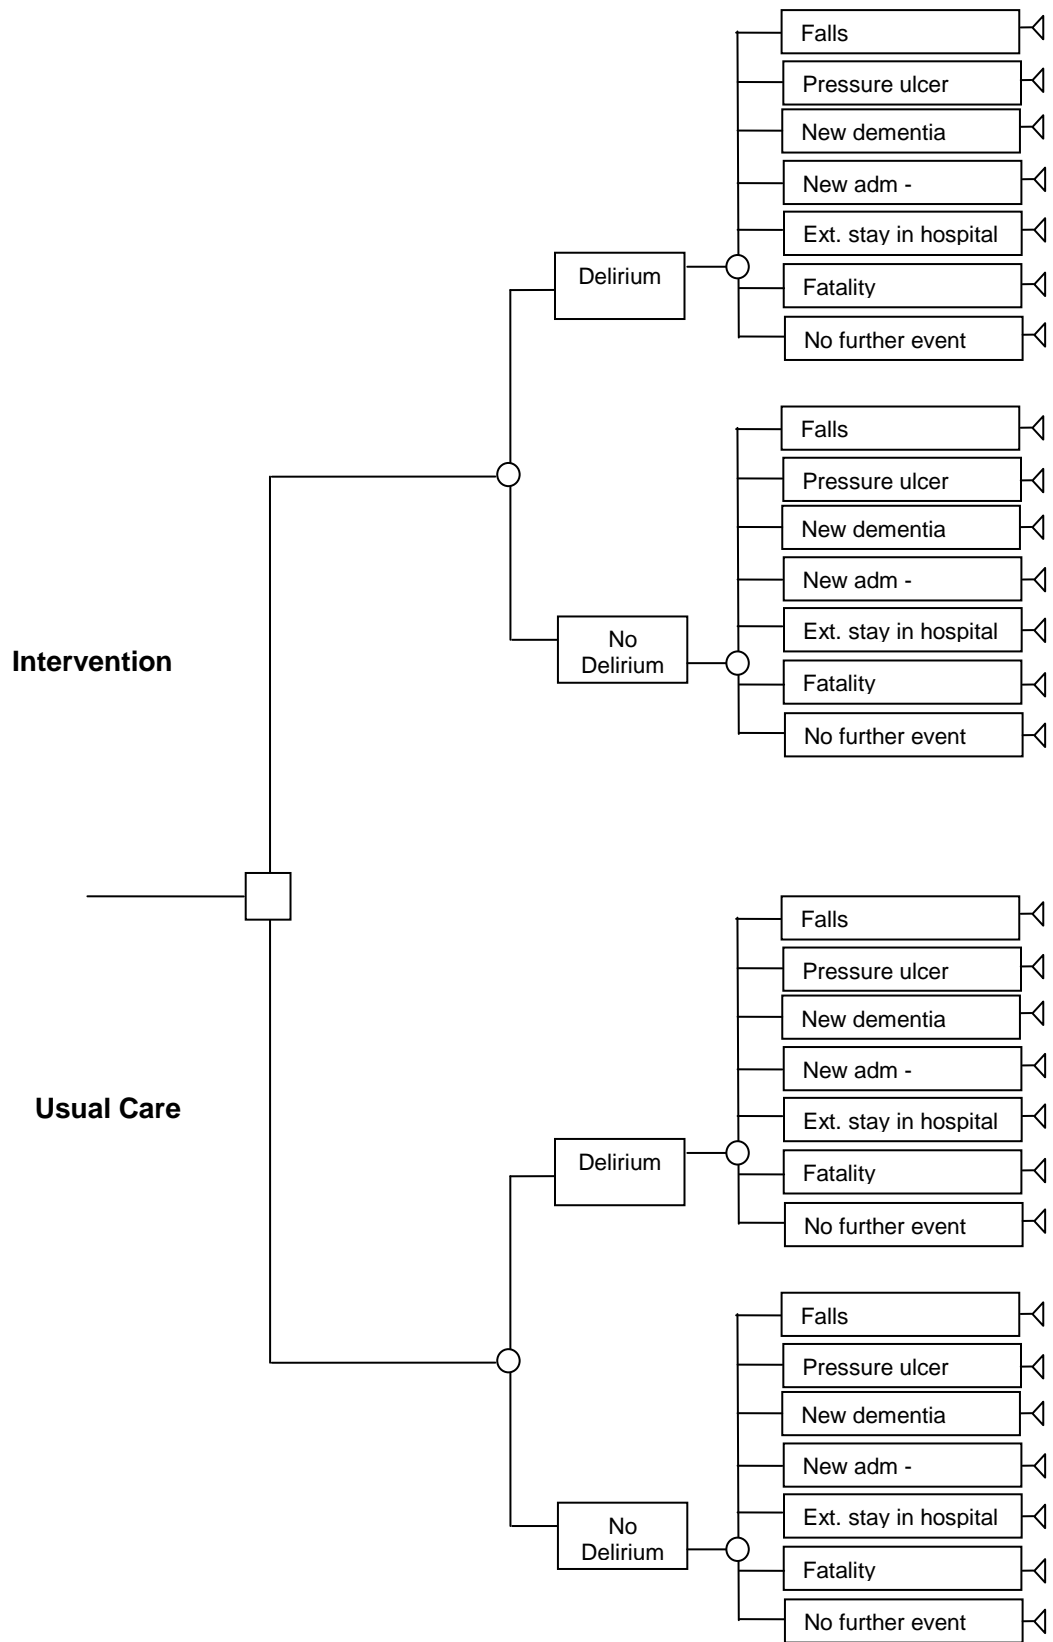 Falls
Pressure ulcer
New dementia
New adm -
Ext. stay in hospital
Delirium
Fatality
No further event
Falls
Pressure ulcer
New dementia
New adm -
Ext. stay in hospital
No
Delirium
Intervention
Fatality
No further event
Falls
Pressure ulcer
New dementia
New adm -
Usual Care
Ext. stay in hospital
Delirium
Fatality
No further event
Falls
Pressure ulcer
New dementia
New adm -
Ext. stay in hospital
No
Delirium
Fatality
No further event